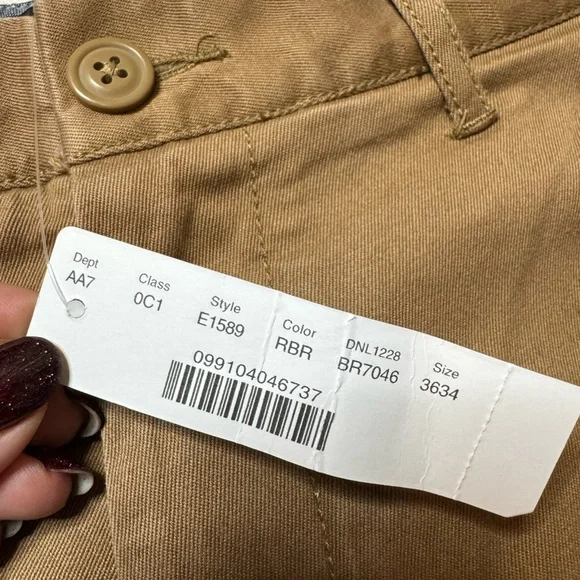 Dept Class Style Color DNL1228 Size
AA7 0C1 E1589 RBR BR7046 3634
099104046737